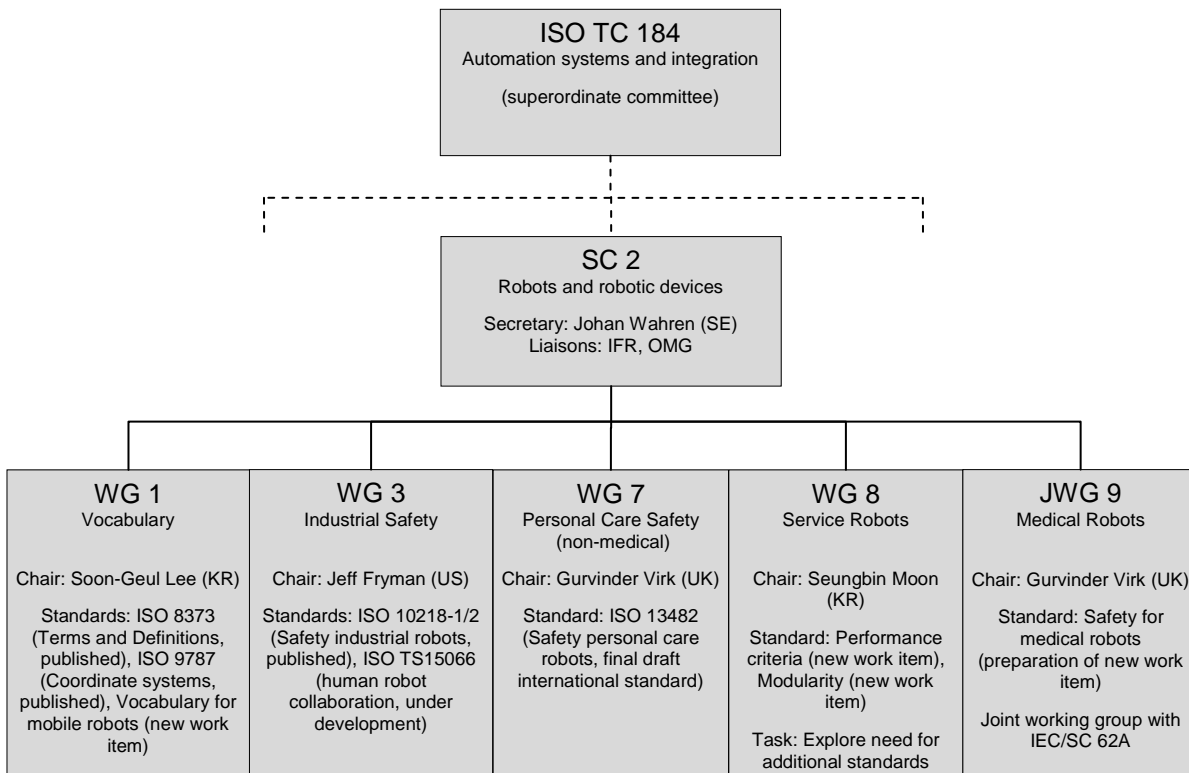 ISO TC 184
Automation systems and integration
(superordinate committee)
SC 2
Robots and robotic devices
Secretary: Johan Wahren (SE)
Liaisons: IFR, OMG
WG 1
Vocabulary
Chair: Soon-Geul Lee (KR)
Standards: ISO 8373
(Terms and Definitions,
published), ISO 9787
(Coordinate systems,
published), Vocabulary for
mobile robots (new work
item)
WG 3
Industrial Safety
Chair: Jeff Fryman (US)
Standards: ISO 10218-1/2
(Safety industrial robots,
published), ISO TS15066
(human robot
collaboration, under
development)
WG 7
Personal Care Safety
(non-medical)
Chair: Gurvinder Virk (UK)
Standard: ISO 13482
(Safety personal care
robots, final draft
international standard)
WG 8
Service Robots
Chair: Seungbin Moon
(KR)
Standard: Performance
criteria (new work item),
Modularity (new work
item)
Task: Explore need for
additional standards
JWG 9
Medical Robots
Chair: Gurvinder Virk (UK)
Standard: Safety for
medical robots
(preparation of new work
item)
Joint working group with
IEC/SC 62A